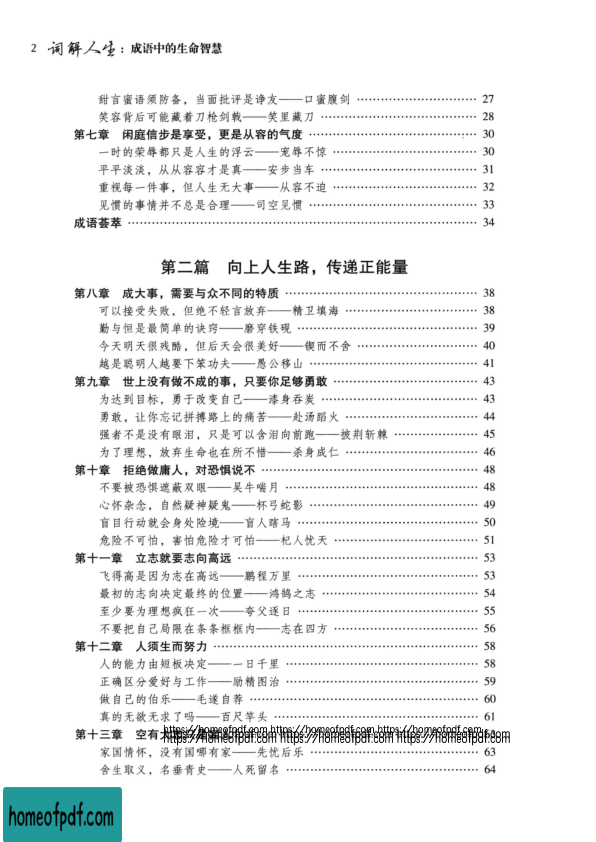 2 词解人生：成语中的生命智慧
甜言蜜语须防备，当面批评是诤友——口蜜腹剑 27
笑容背后可能藏着刀枪剑戟——笑里藏刀 28
第七章 闲庭信步是享受，更是从容的气度 30
一时的荣辱都只是人生的浮云——宠辱不惊 30
平平淡淡，从从容容才是真——安步当车 31
重视每一件事，但人生无大事——从容不迫 32
见惯的事情并不总是合理——司空见惯 33
成语荟萃 34
第二篇 向上人生路，传递正能量
第八章 成大事，需要与众不同的特质 38
可以接受失败，但绝不轻言放弃——精卫填海 38
勤与恒是最简单的诀窍——磨穿铁砚 39
今天明天很残酷，但后天会很美好——锲而不舍 40
越是聪明人越要下笨功夫——愚公移山 41
第九章 世上没有做不成的事，只要你足够勇敢 43
为达到目标，勇于改变自己——漆身吞炭 43
勇敢，让你忘记拼搏路上的痛苦——赴汤蹈火 44
强者不是没有眼泪，只是可以含泪向前跑——披荆斩棘 45
为了理想，放弃生命也在所不惜——杀身成仁 46
第十章 拒绝做庸人，对恐惧说不 48
不要被恐惧遮蔽双眼——吴牛喘月 48
心怀杂念，自然疑神疑鬼——杯弓蛇影 49
盲目行动就会身处险境——盲人瞎马 50
危险不可怕，害怕危险才可怕——杞人忧天 51
第十一章 立志就要志向高远 53
飞得高是因为志在高远——鹏程万里 53
最初的志向决定最终的位置——鸿鹄之志 54
至少要为理想疯狂一次——夸父逐日 55
不要把自己局限在条条框框内——志在四方 56
第十二章 人须生而努力 58
人的能力由短板决定——一日千里 58
正确区分爱好与工作——励精图治 59
做自己的伯乐——毛遂自荐 60
真的无欲无求了吗——百尺竿头 61
https://homeofpdf.com https://homeofpdf.com https://homeofpdf.com
第十三章 空有大
https://homeofpdf.com https://homeofpdf.com https://homeofpdf.com
家国情怀，没有国哪有家——先忧后乐 63
舍生取义，名垂青史——人死留名 64
homeofpdf.com